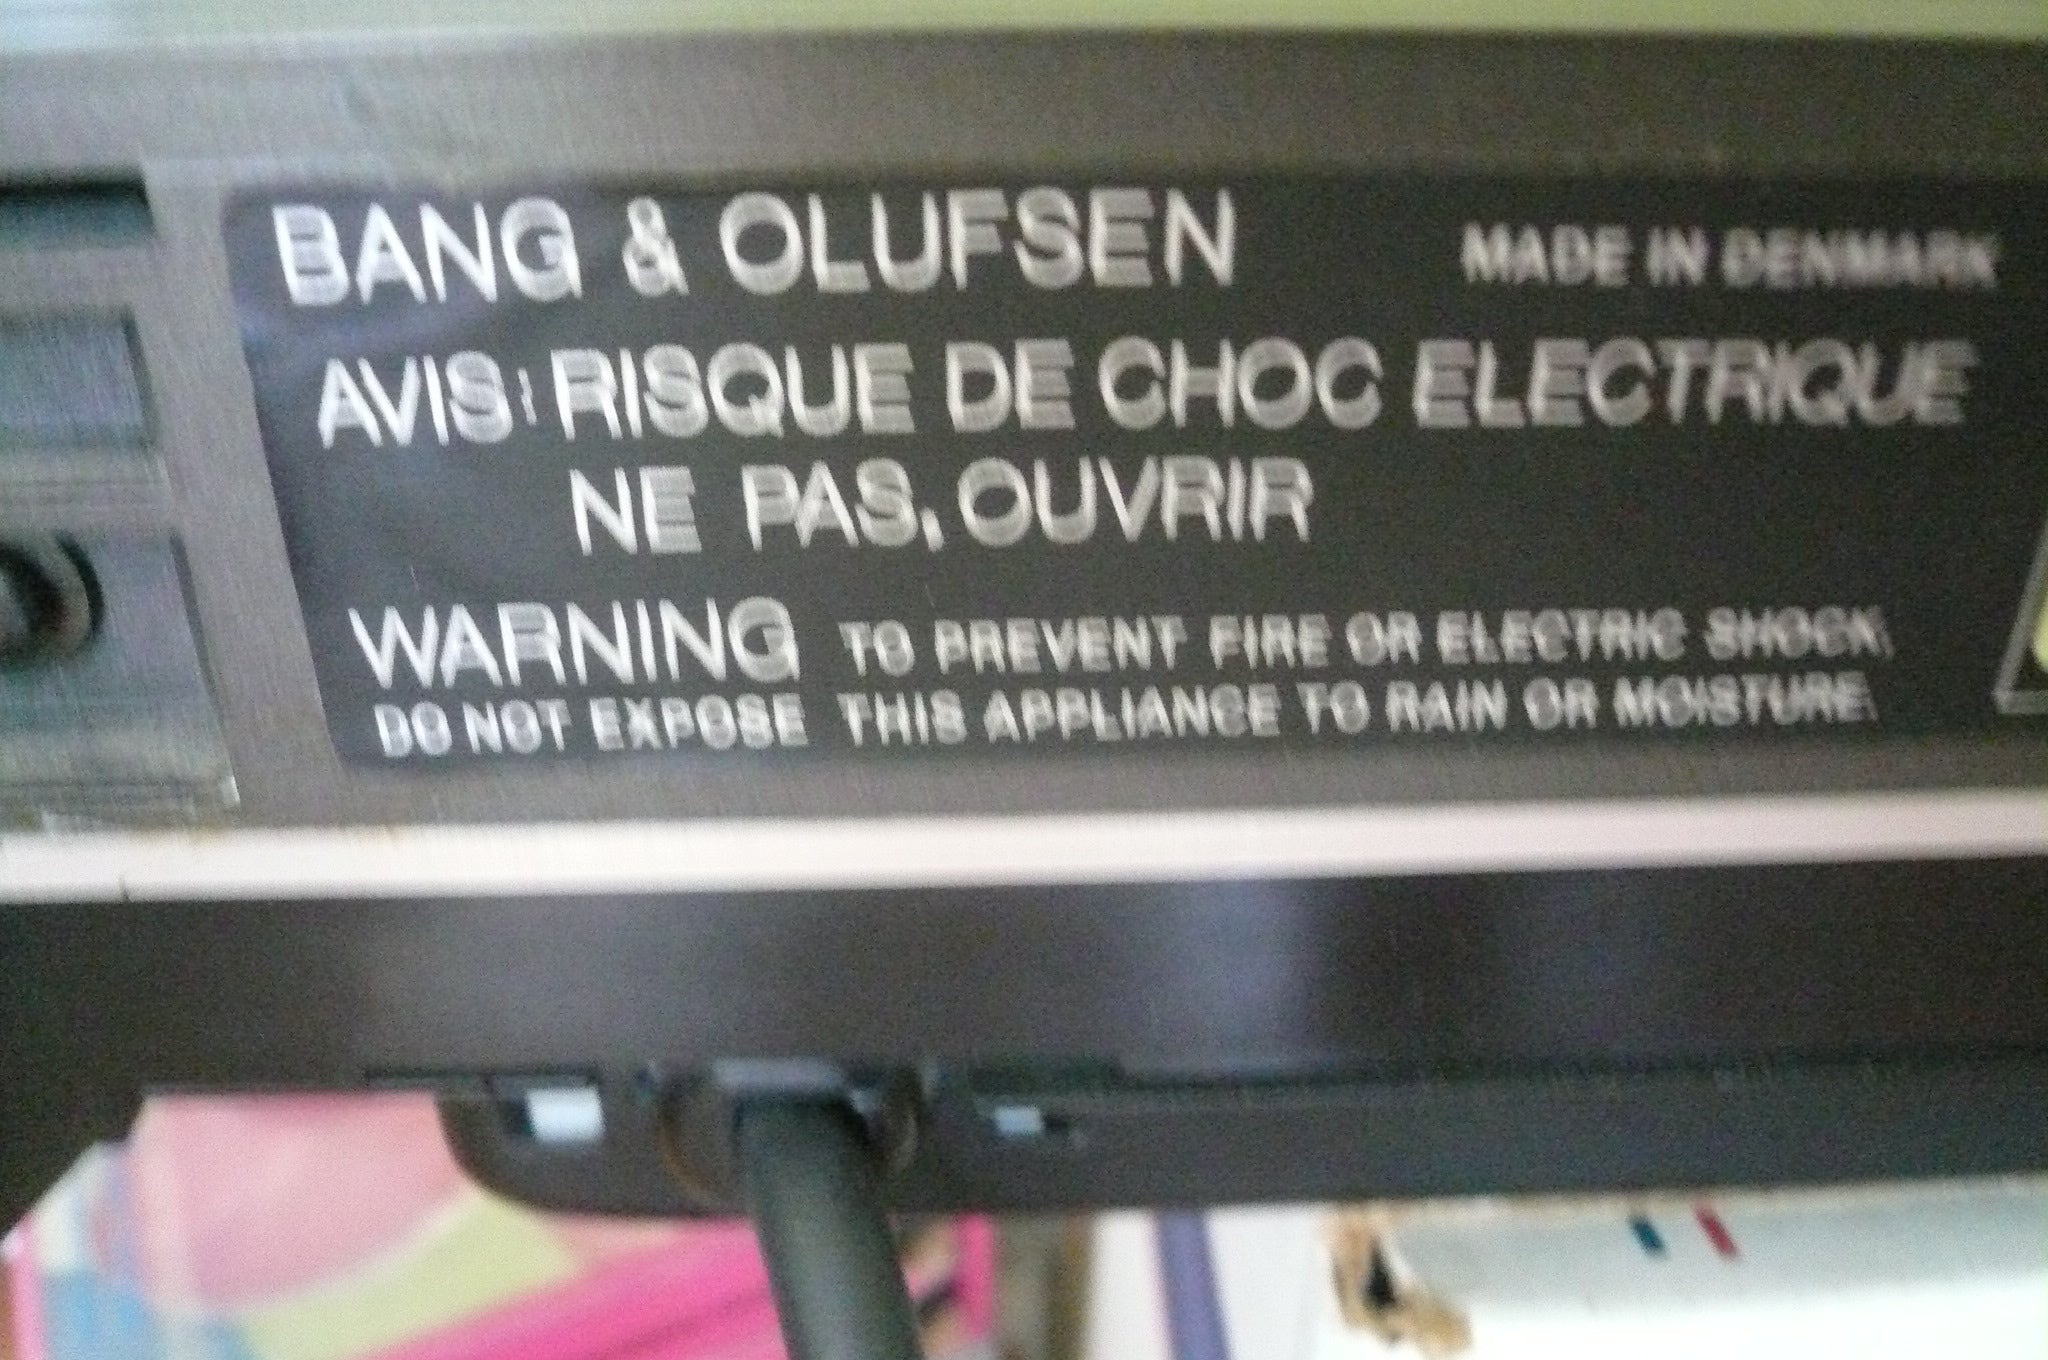 BANG & OLUFSEN MADE IN DENMARK
AVIS: RISQUE DE CHOC ELECTRIQUE
NE PAS, OUVRIR
WARNING TO PREVENT FIRE OR ELECTRIC SHOCK,
DO NOT EXPOSE THIS APPLIANCE TO RAIN OR MOISTURE.